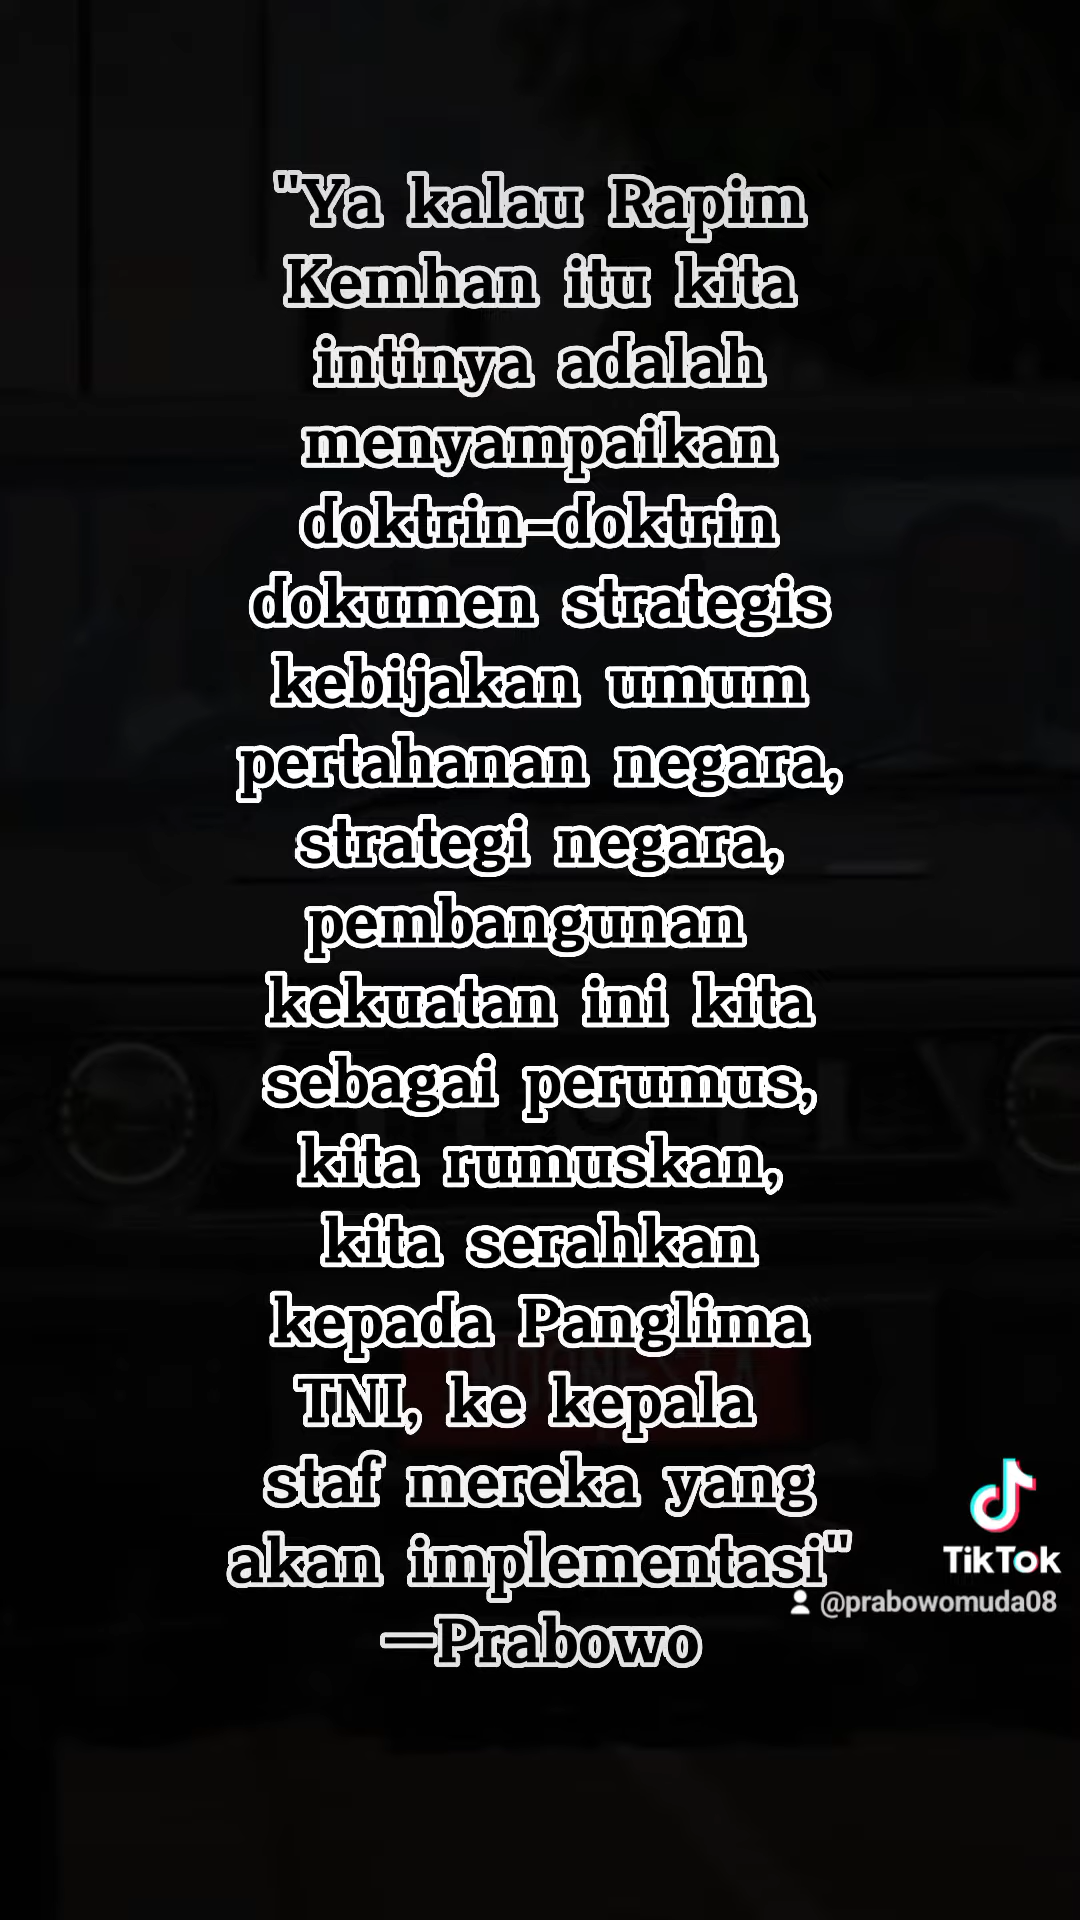 "Ya kalau Rapim
Kemhan itu kita
intinya adalah
menyampaikan
doktrin-doktrin
dokumen strategis
kebijakan umum
pertahanan negara,
strategi negara,
pembangunan
kekuatan ini kita
sebagai perumus,
kita rumuskan,
kita serahkan
kepada Panglima
TNI, ke kepala
staf mereka yang
akan implementasi"
—Prabowo
TikTok
@prabowomuda08